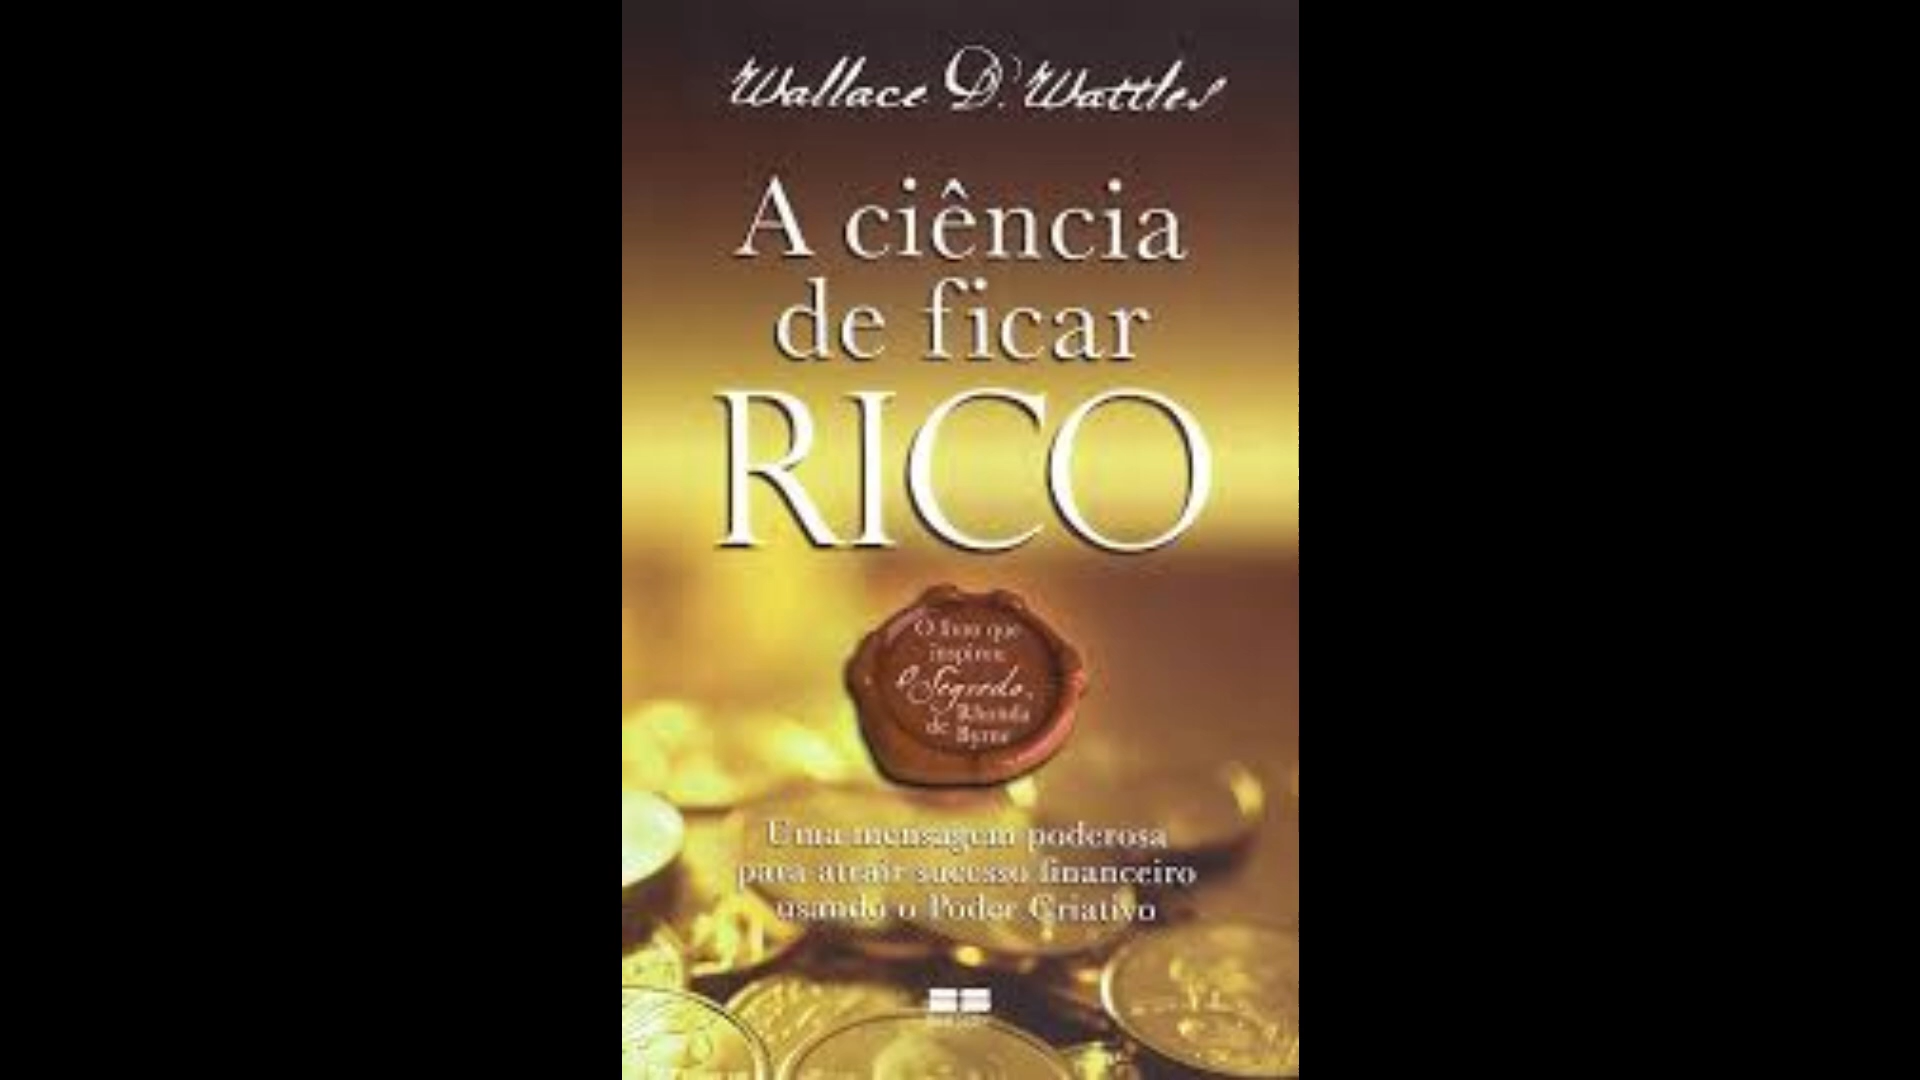 Wallace D. Wattles
A ciência
de ficar
RICO
O livro que
inspirou
O Segredo,
de Rhonda
Byrne
Uma mensagem poderosa
para atrair sucesso financeiro
usando o Poder Criativo